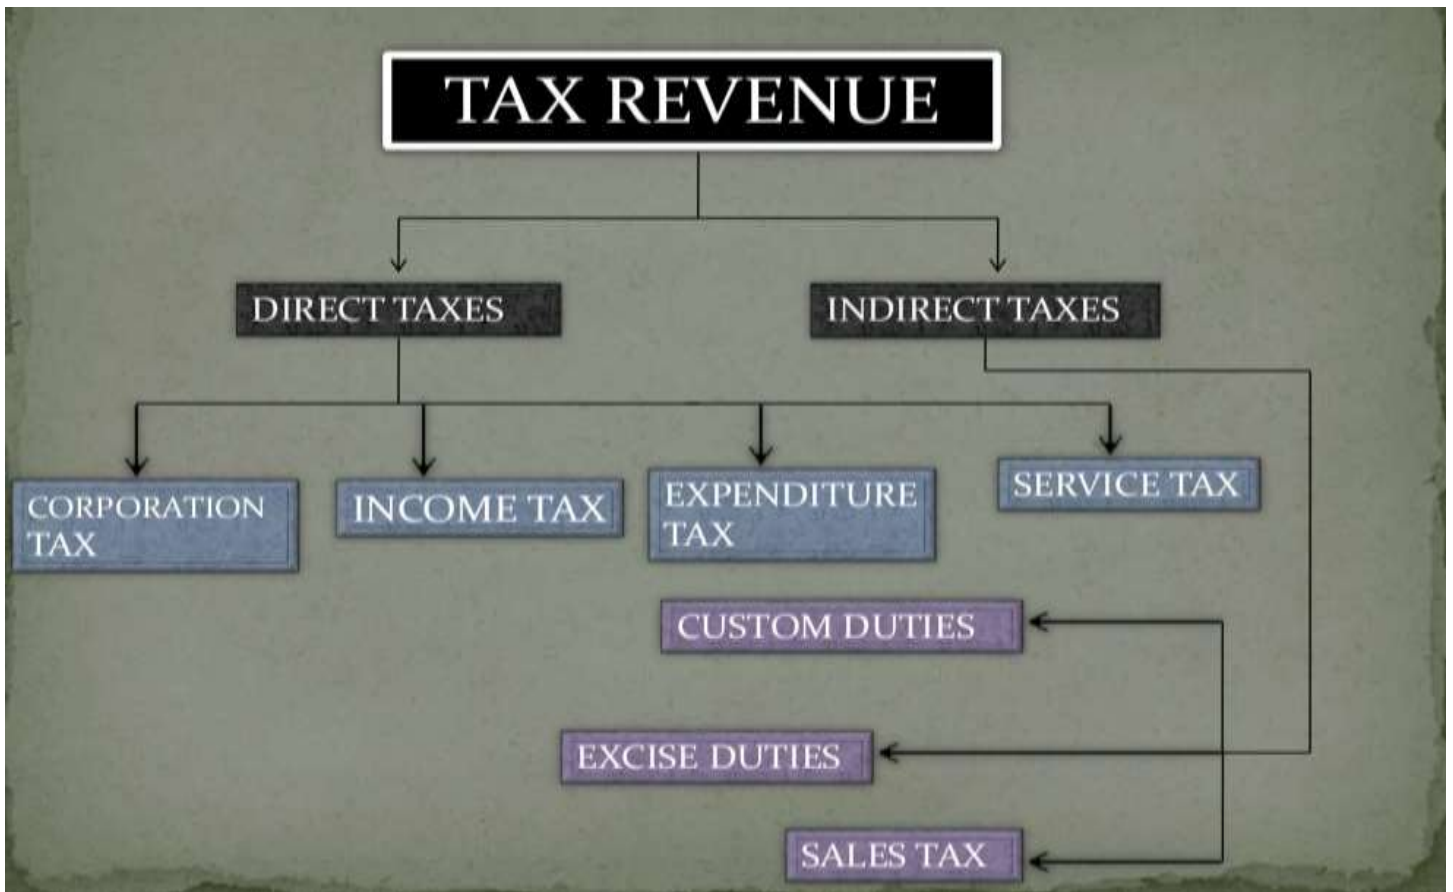 TAX REVENUE
DIRECT TAXES
INDIRECT TAXES
CORPORATION
TAX
INCOME TAX
EXPENDITURE
TAX
SERVICE TAX
CUSTOM DUTIES
EXCISE DUTIES
SALES TAX